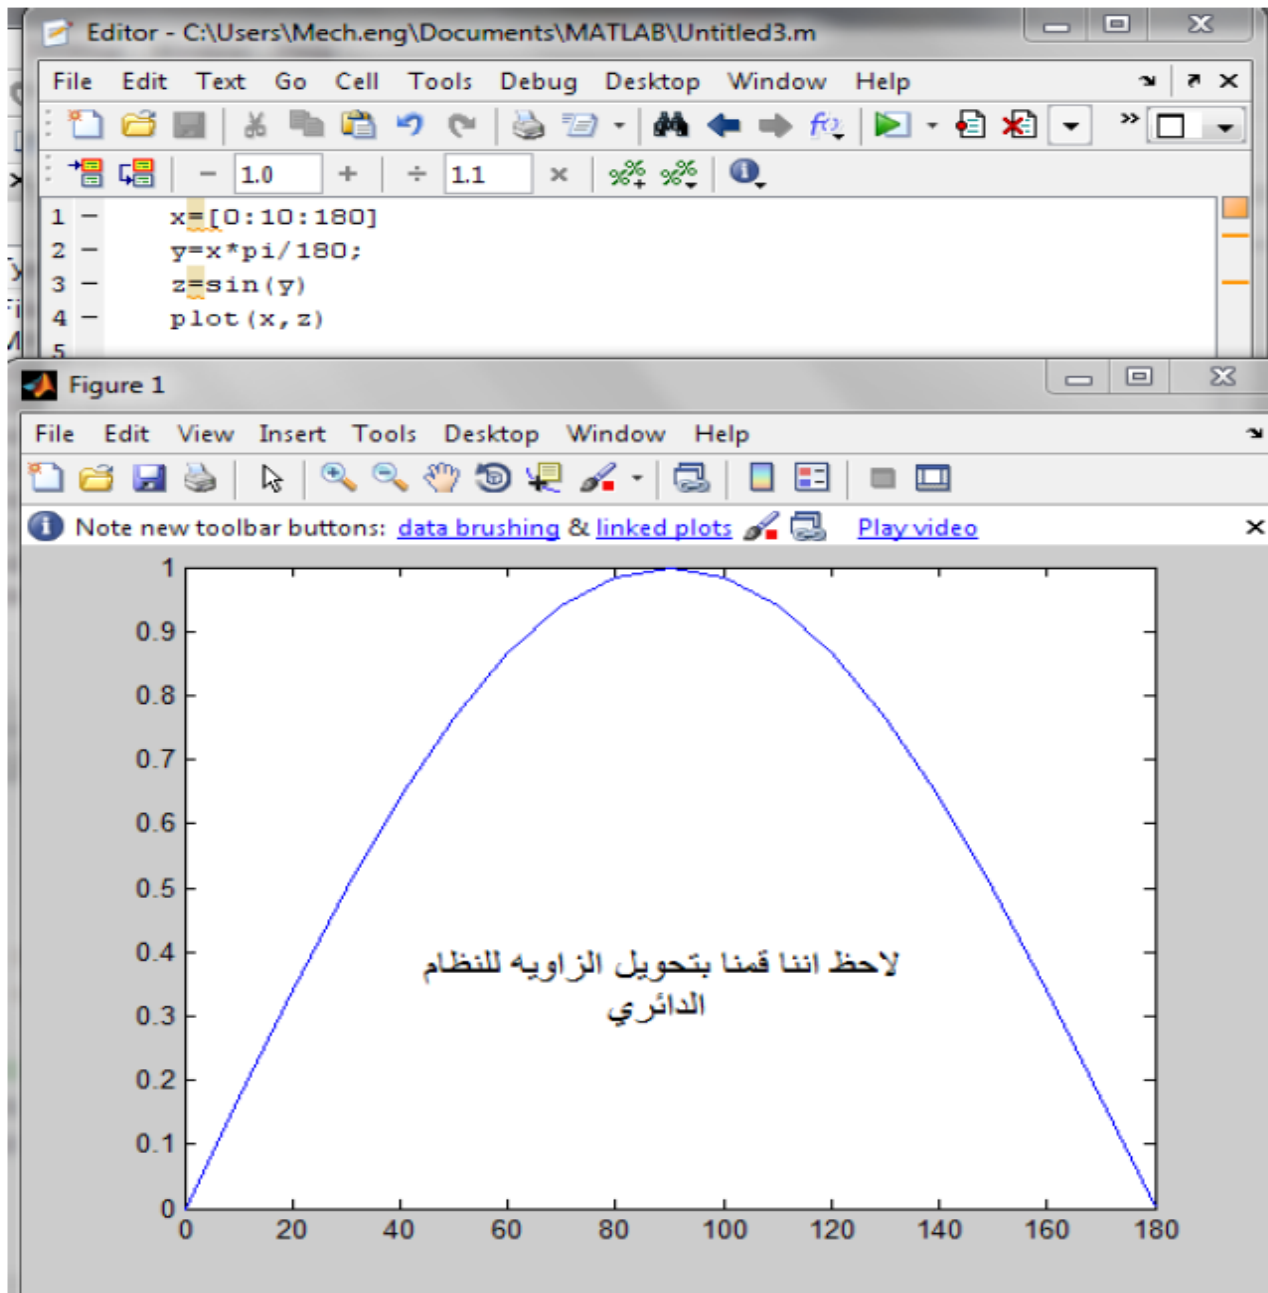 Editor - C:\Users\Mech.eng\Documents\MATLAB\Untitled3.m
File Edit Text Go Cell Tools Debug Desktop Window Help
1.0 1.1
1 x=[0:10:180]
2 y=x*pi/180;
3 z=sin(y)
4 plot(x,z)
5
Figure 1
File Edit View Insert Tools Desktop Window Help
Note new toolbar buttons: data brushing & linked plots Play video
1
0.9
0.8
0.7
0.6
0.5
0.4
0.3
0.2
0.1
0
لاحظ اننا قمنا بتحويل الزاويه للنظام
الدائري
0 20 40 60 80 100 120 140 160 180